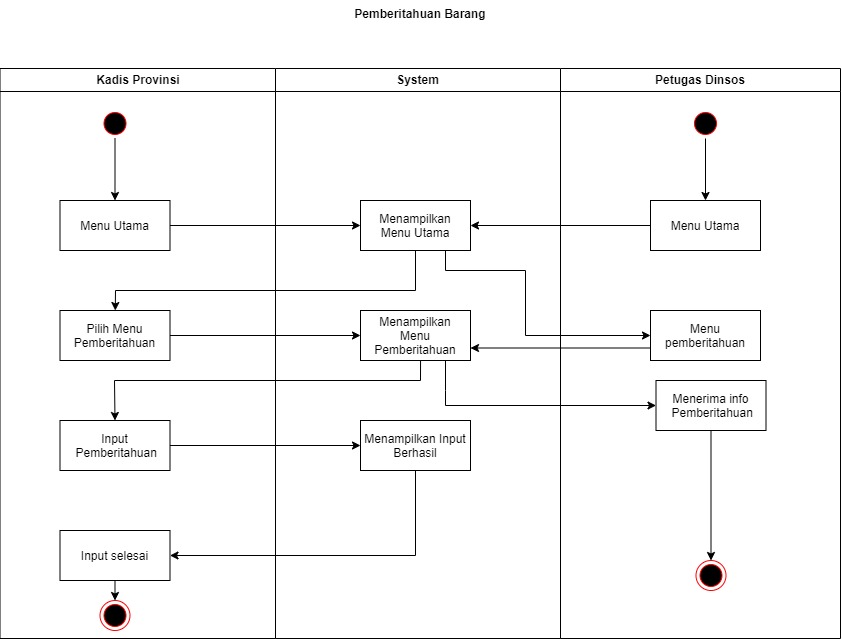 Pemberitahuan Barang
Kadis Provinsi
System
Petugas Dinsos
Menu Utama
Menampilkan
Menu Utama
Menu Utama
Pilih Menu
Pemberitahuan
Menampilkan
Menu
Pemberitahuan
Menu
pemberitahuan
Menerima info
Pemberitahuan
Input
Pemberitahuan
Menampilkan Input
Berhasil
Input selesai